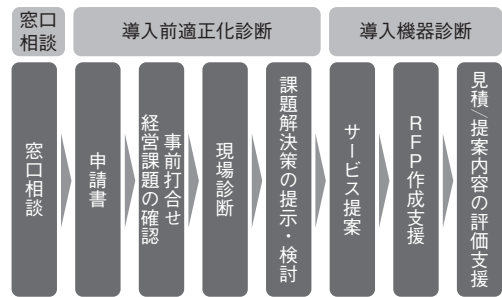 窓口
相談
導入前適正化診断
導入機器診断
窓口相談
申請書
事前打合せ
経営課題の確認
現場診断
課題解決策の提示・検討
サービス提案
RFP作成支援
見積／提案内容の評価支援